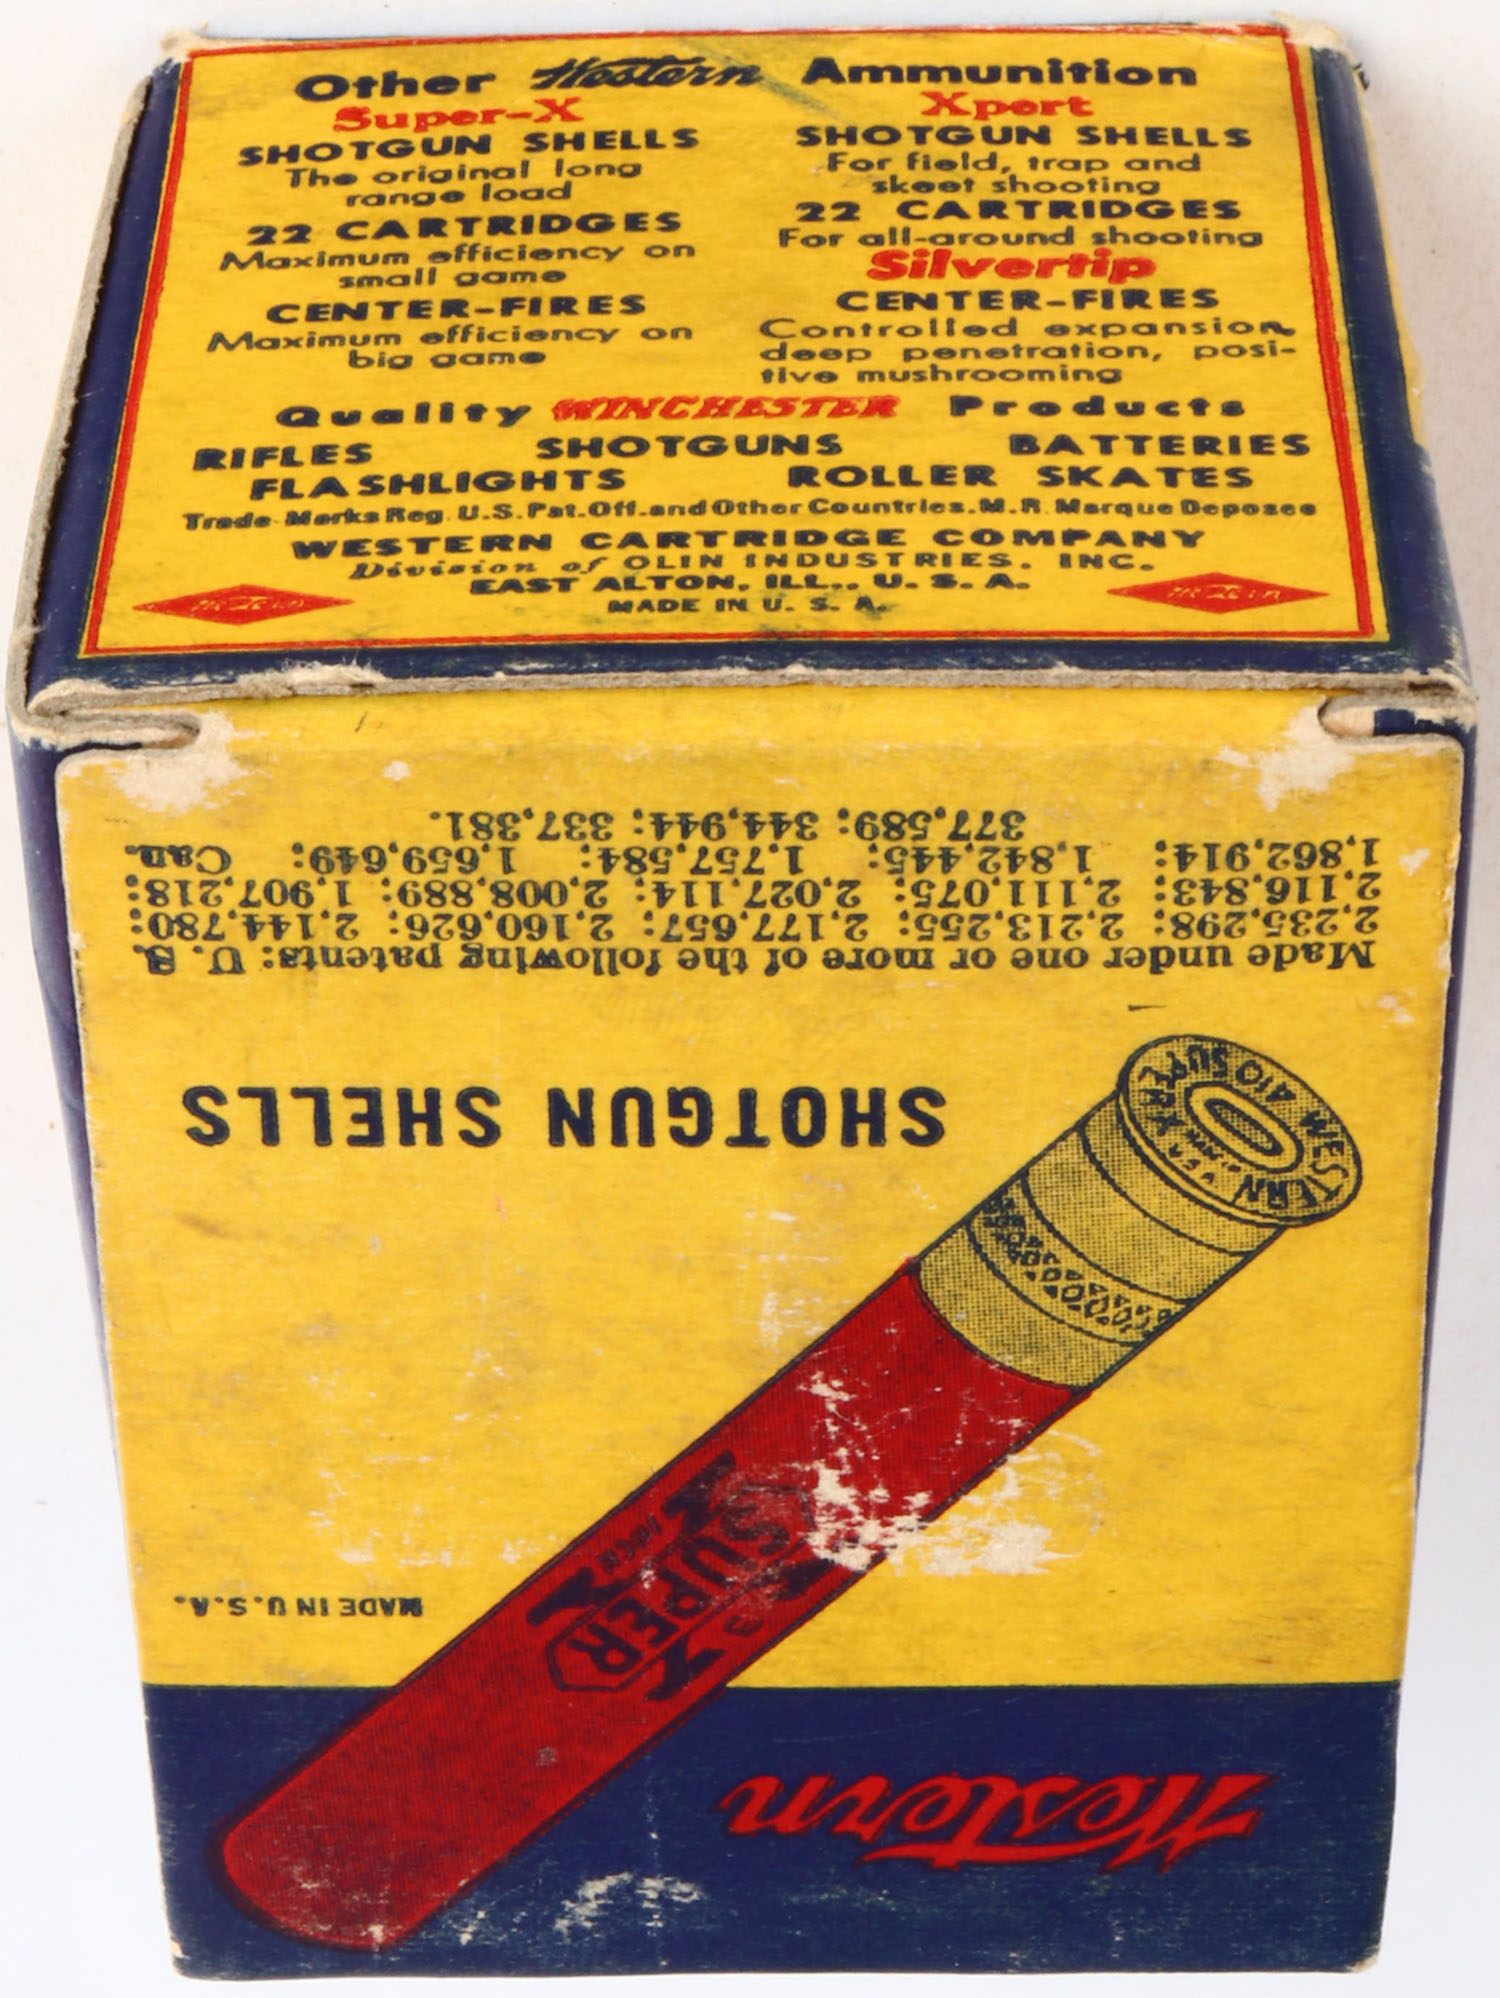 Other Western Ammunition
Super-X
SHOTGUN SHELLS
The original long
range load
22 CARTRIDGES
Maximum efficiency on
small game
CENTER-FIRES
Maximum efficiency on
big game
Xpert
SHOTGUN SHELLS
For field, trap and
skeet shooting
22 CARTRIDGES
For all-around shooting
Silvertip
CENTER-FIRES
Controlled expansion,
deep penetration, posi-
tive mushrooming
Quality WINCHESTER Products
RIFLES SHOTGUNS BATTERIES
FLASHLIGHTS ROLLER SKATES
Trade-Marks Reg. U.S. Pat. Off. and Other Countries. M.R. Marque Deposee
WESTERN CARTRIDGE COMPANY
Division of OLIN INDUSTRIES, INC.
EAST ALTON, ILL., U. S. A.
MADE IN U. S. A.
Western
MADE IN U.S.A.
SUPER
SUPER X
WESTERN 410 SUPER X
SHOTGUN SHELLS
Made under one or more of the following patents: U. S.
2,235,298; 2,213,255; 2,177,657; 2,160,626; 2,144,780;
2,116,843; 2,111,075; 2,027,114; 2,008,889; 1,907,218;
1,862,914; 1,842,445; 1,757,584; 1,659,649; Can.
377,589; 344,944; 337,381.